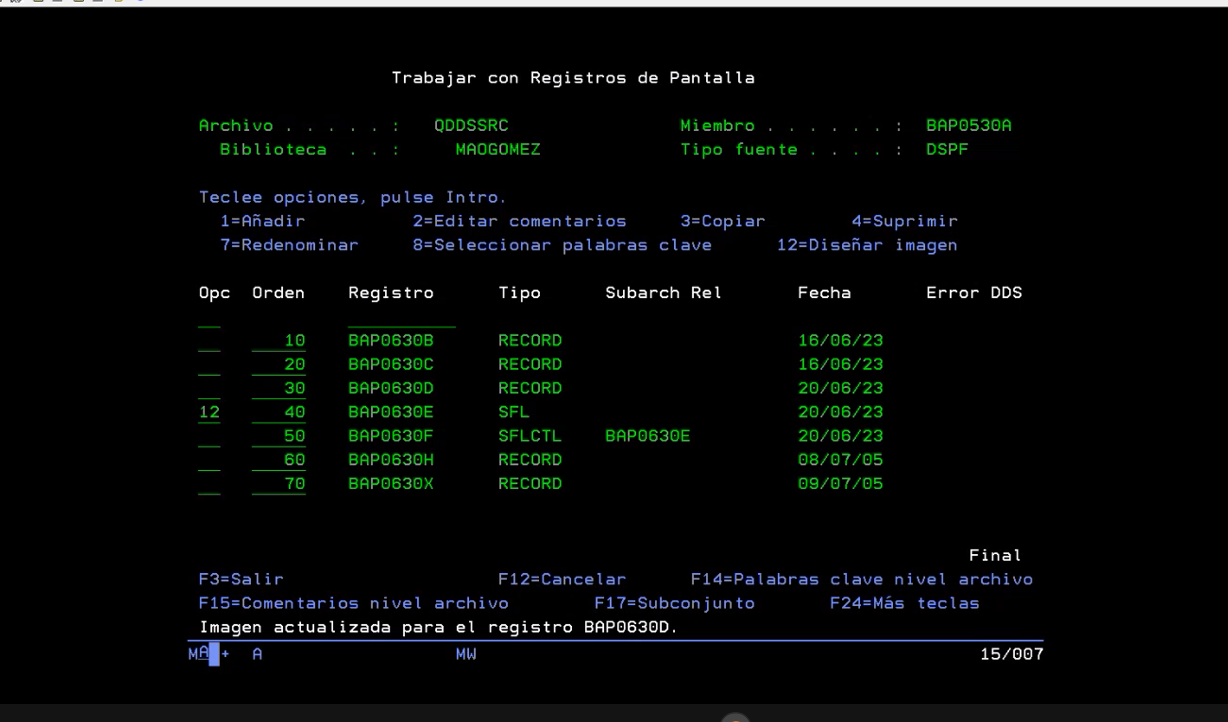 Trabajar con Registros de Pantalla
Archivo . . . . . : QDDSSRC Miembro . . . . . . : BAP0530A
Biblioteca . . : MAOGOMEZ Tipo fuente . . . . : DSPF
Teclee opciones, pulse Intro.
1=Añadir 2=Editar comentarios 3=Copiar 4=Suprimir
7=Redenominar 8=Seleccionar palabras clave 12=Diseñar imagen
Opc Orden Registro Tipo Subarch Rel Fecha Error DDS
10 BAP0630B RECORD 16/06/23
20 BAP0630C RECORD 16/06/23
30 BAP0630D RECORD 20/06/23
12 40 BAP0630E SFL 20/06/23
50 BAP0630F SFLCTL BAP0630E 20/06/23
60 BAP0630H RECORD 08/07/05
70 BAP0630X RECORD 09/07/05
Final
F3=Salir F12=Cancelar F14=Palabras clave nivel archivo
F15=Comentarios nivel archivo F17=Subconjunto F24=Más teclas
Imagen actualizada para el registro BAP0630D.
MA + A MW 15/007